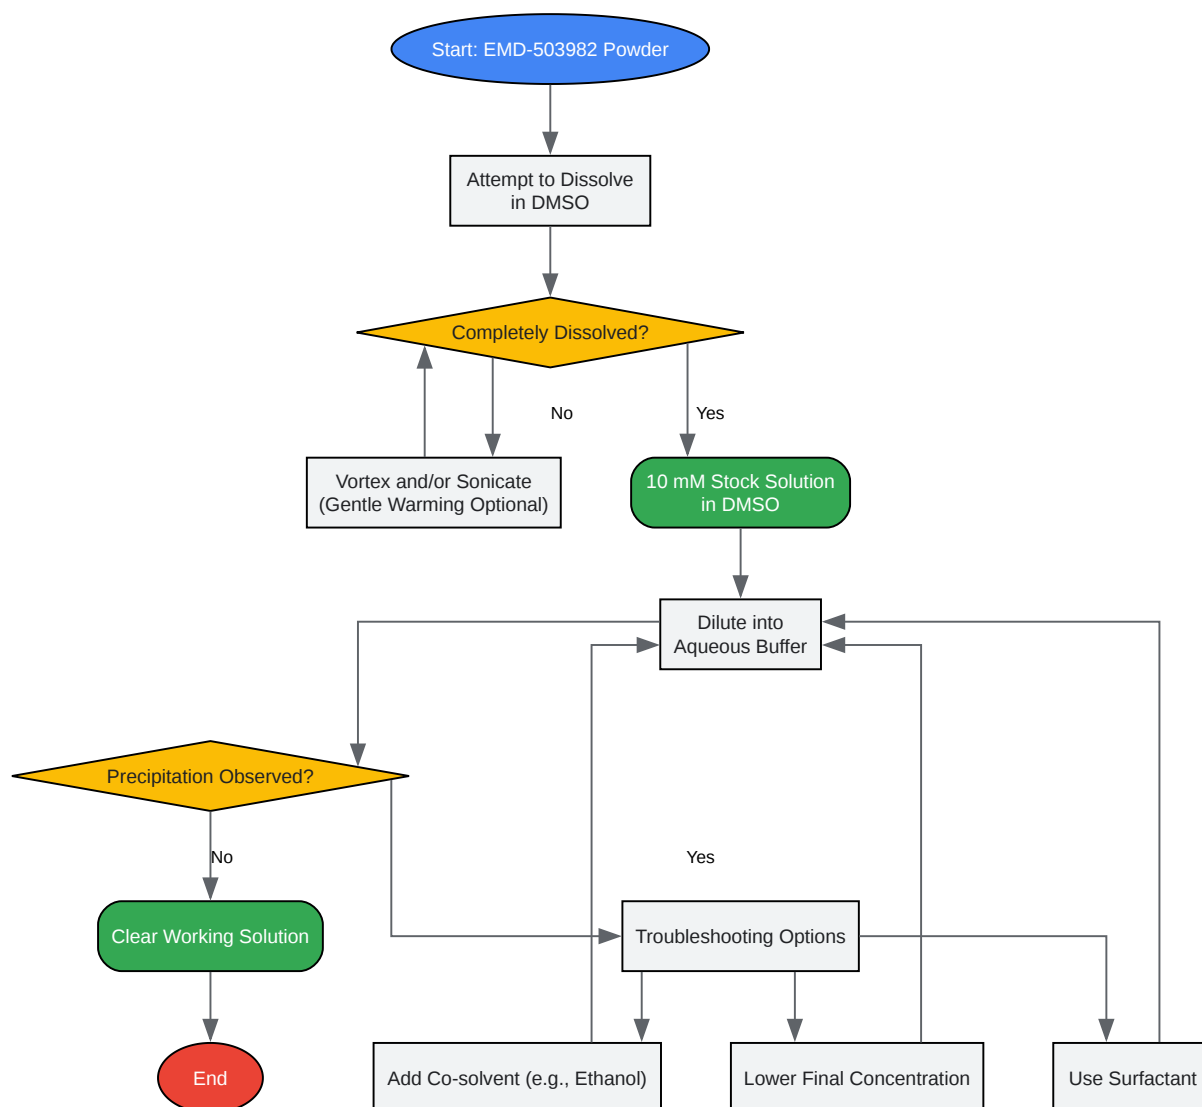 Start: EMD-503982 Powder
Attempt to Dissolve
in DMSO
Completely Dissolved?
No
Yes
Vortex and/or Sonicate
(Gentle Warming Optional)
10 mM Stock Solution
in DMSO
Dilute into
Aqueous Buffer
Precipitation Observed?
No
Yes
Clear Working Solution
Troubleshooting Options
End
Add Co-solvent (e.g., Ethanol)
Lower Final Concentration
Use Surfactant